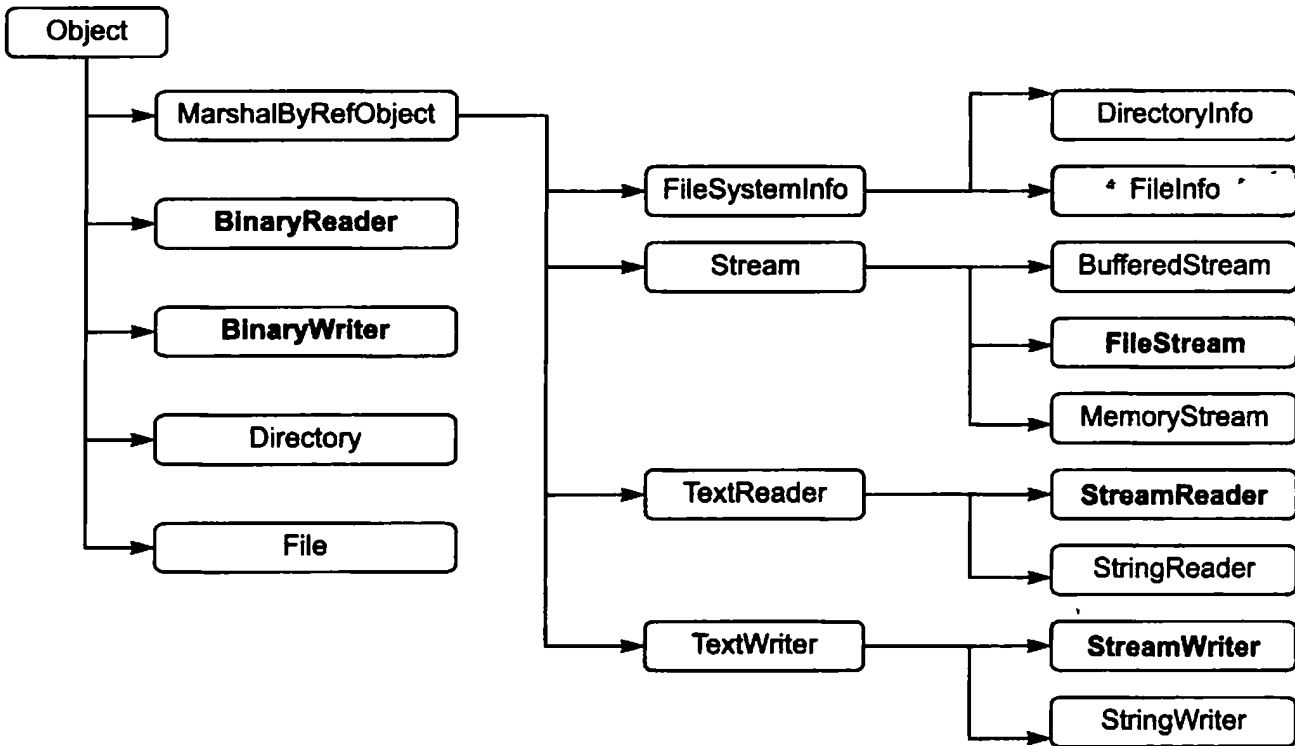 Object
MarshalByRefObject
BinaryReader
BinaryWriter
Directory
File
FileSystemInfo
Stream
TextReader
TextWriter
DirectoryInfo
FileInfo
BufferedStream
FileStream
MemoryStream
StreamReader
StringReader
StreamWriter
StringWriter